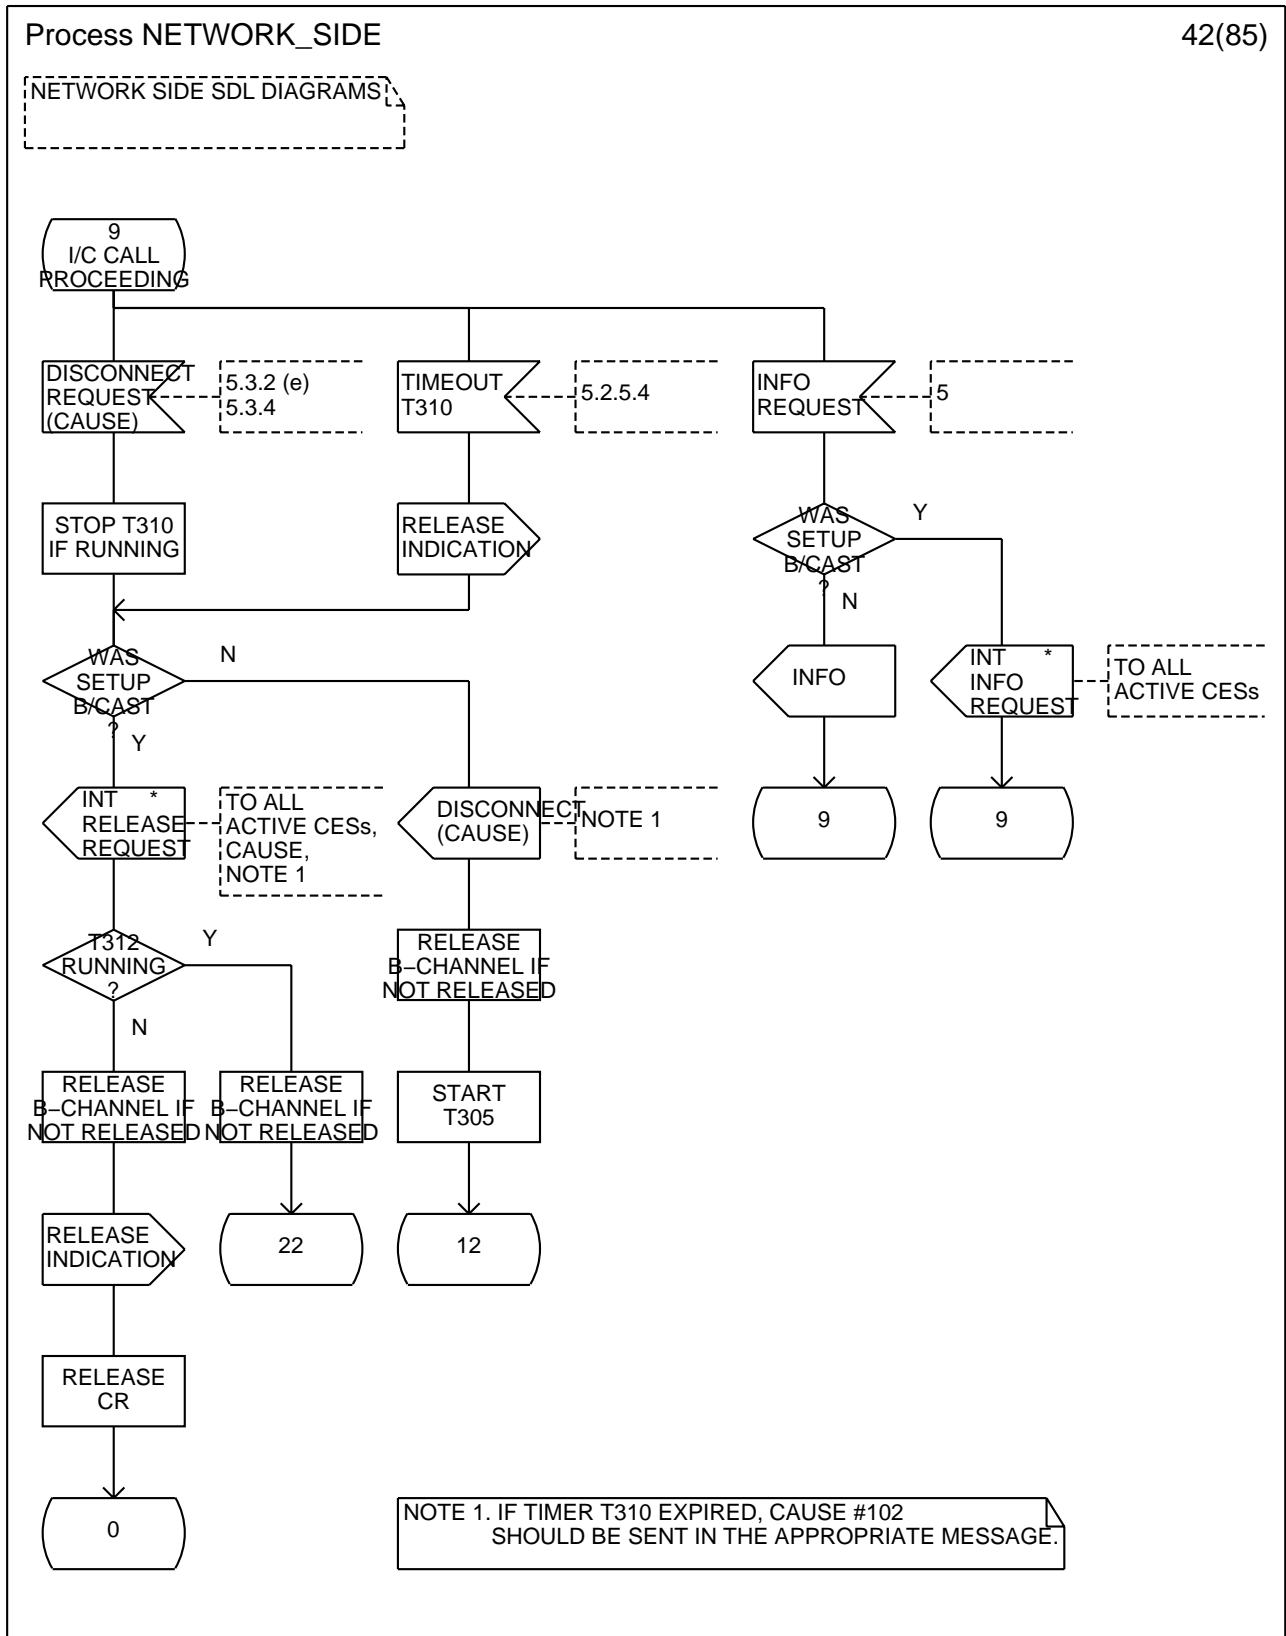 Process NETWORK_SIDE
42(85)
NETWORK SIDE SDL DIAGRAMS
9
I/C CALL
PROCEEDING
DISCONNECT
REQUEST
(CAUSE)
5.3.2 (e)
5.3.4
TIMEOUT
T310
5.2.5.4
INFO
REQUEST
5
STOP T310
IF RUNNING
RELEASE
INDICATION
WAS
SETUP
B/CAST
?
Y
N
WAS
SETUP
B/CAST
?
N
Y
INFO
INT *
INFO
REQUEST
TO ALL
ACTIVE CESs
INT *
RELEASE
REQUEST
TO ALL
ACTIVE CESs,
CAUSE,
NOTE 1
DISCONNECT
(CAUSE)
NOTE 1
9
9
T312
RUNNING
?
Y
N
RELEASE
B−CHANNEL IF
NOT RELEASED
RELEASE
B−CHANNEL IF
NOT RELEASED
RELEASE
B−CHANNEL IF
NOT RELEASED
START
T305
RELEASE
INDICATION
22
12
RELEASE
CR
0
NOTE 1. IF TIMER T310 EXPIRED, CAUSE #102
SHOULD BE SENT IN THE APPROPRIATE MESSAGE.